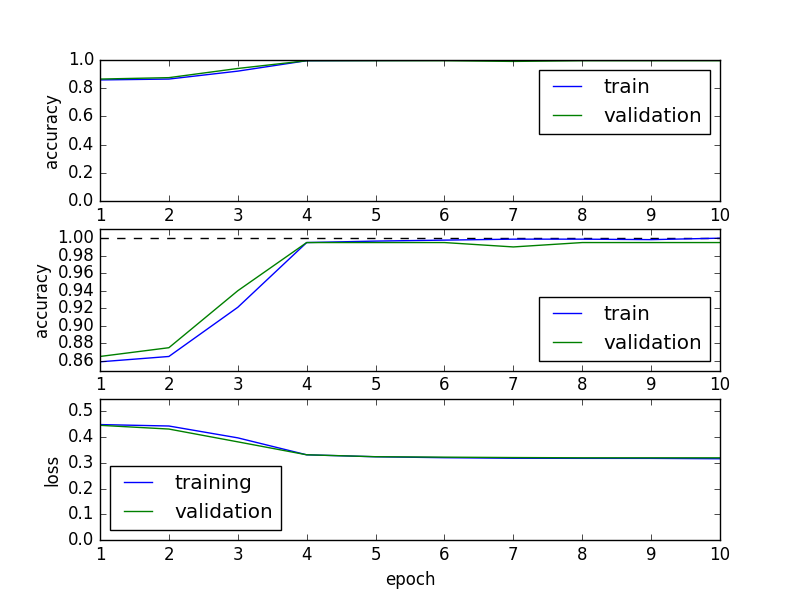 1.0
0.8
0.6
0.4
0.2
0.0
accuracy
train
validation
1 2 3 4 5 6 7 8 9 10
1.00
0.98
0.96
0.94
0.92
0.90
0.88
0.86
accuracy
train
validation
1 2 3 4 5 6 7 8 9 10
0.5
0.4
0.3
0.2
0.1
0.0
loss
training
validation
1 2 3 4 5 6 7 8 9 10
epoch